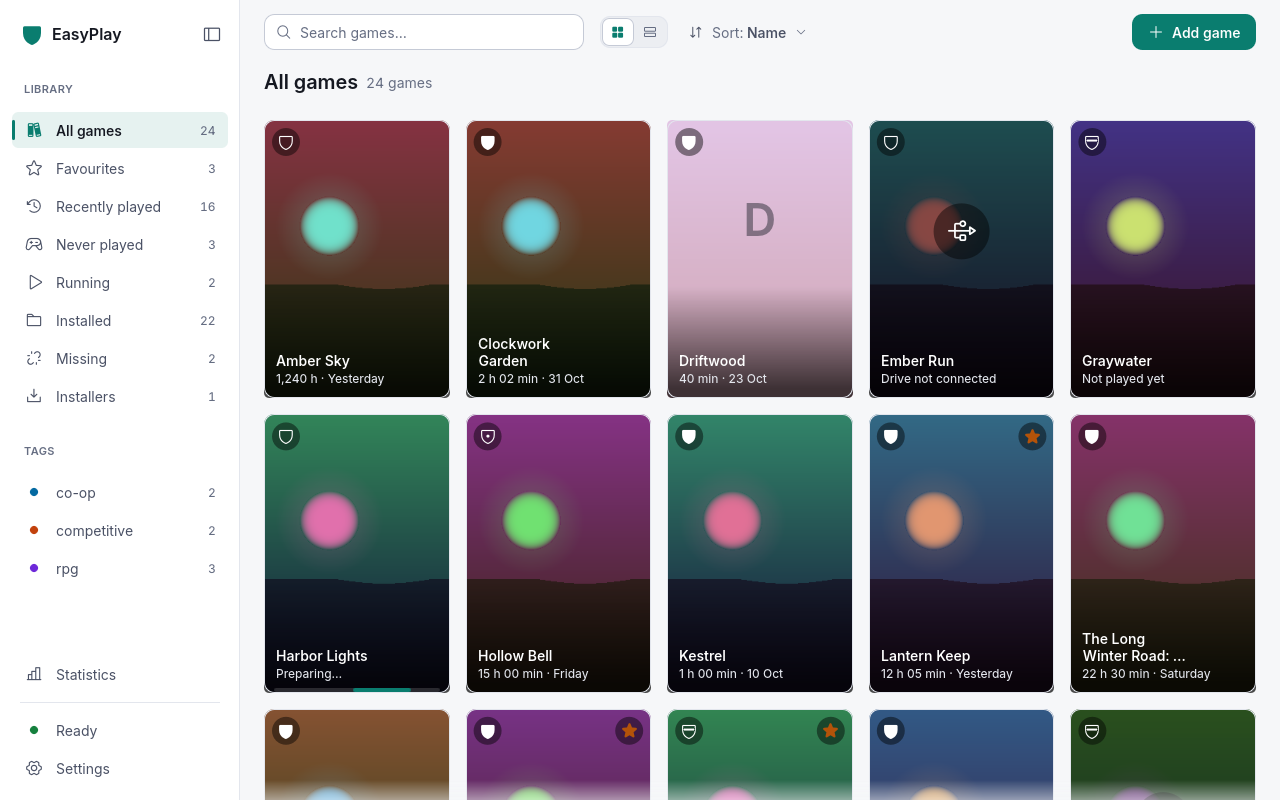 EasyPlay
Search games...
Sort: Name
Add game
LIBRARY
All games 24
Favourites 3
Recently played 16
Never played 3
Running 2
Installed 22
Missing 2
Installers 1
TAGS
co-op 2
competitive 2
rpg 3
Statistics
Ready
Settings
All games 24 games
Amber Sky
1,240 h · Yesterday
Clockwork
Garden
2 h 02 min · 31 Oct
D
Driftwood
40 min · 23 Oct
Ember Run
Drive not connected
Graywater
Not played yet
Harbor Lights
Preparing...
Hollow Bell
15 h 00 min · Friday
Kestrel
1 h 00 min · 10 Oct
Lantern Keep
12 h 05 min · Yesterday
The Long
Winter Road: ...
22 h 30 min · Saturday